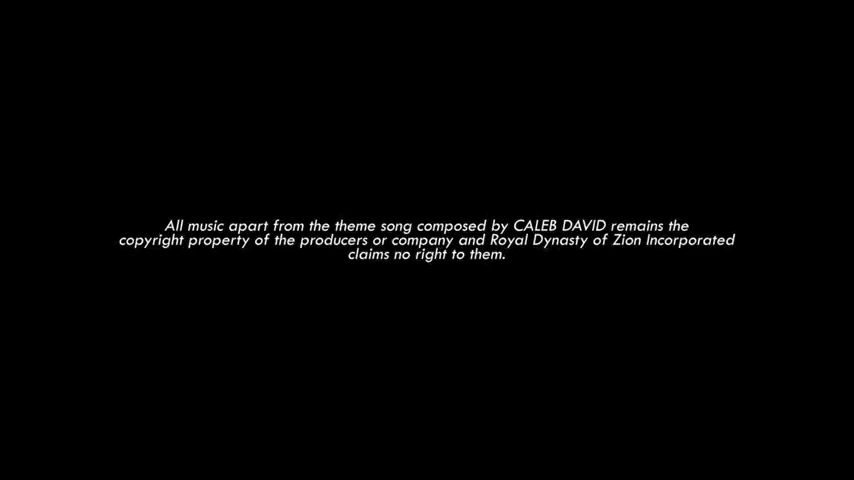 All music apart from the theme song composed by CALEB DAVID remains the
copyright property of the producers or company and Royal Dynasty of Zion Incorporated
claims no right to them.